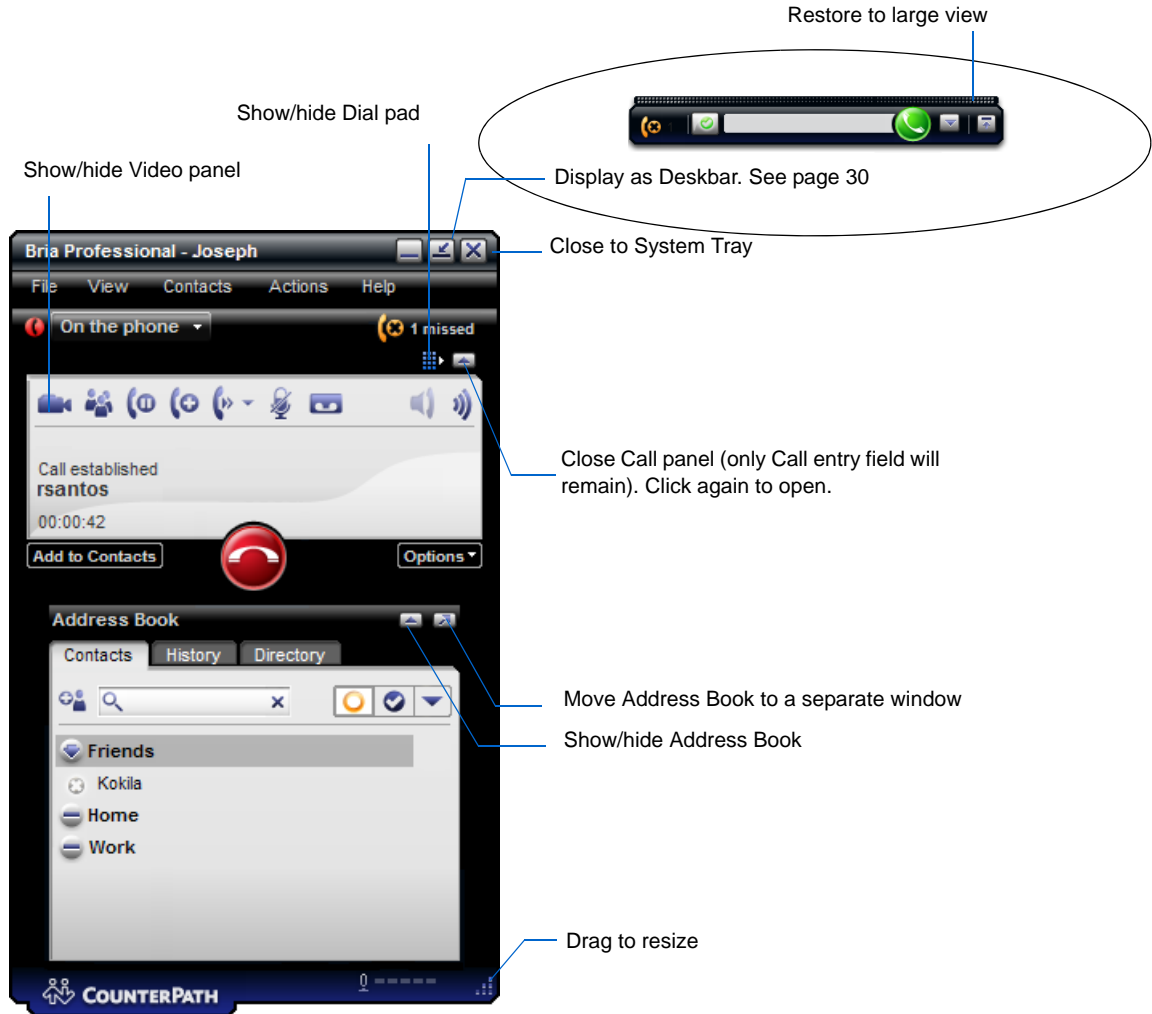 Restore to large view
Show/hide Dial pad
Show/hide Video panel
Display as Deskbar. See page 30
Bria Professional - Joseph
Close to System Tray
File View Contacts Actions Help
On the phone
1 missed
Call established
rsantos
00:00:42
Close Call panel (only Call entry field will
remain). Click again to open.
Add to Contacts
Options
Address Book
Contacts History Directory
Move Address Book to a separate window
Show/hide Address Book
Friends
Kokila
Home
Work
Drag to resize
COUNTERPATH